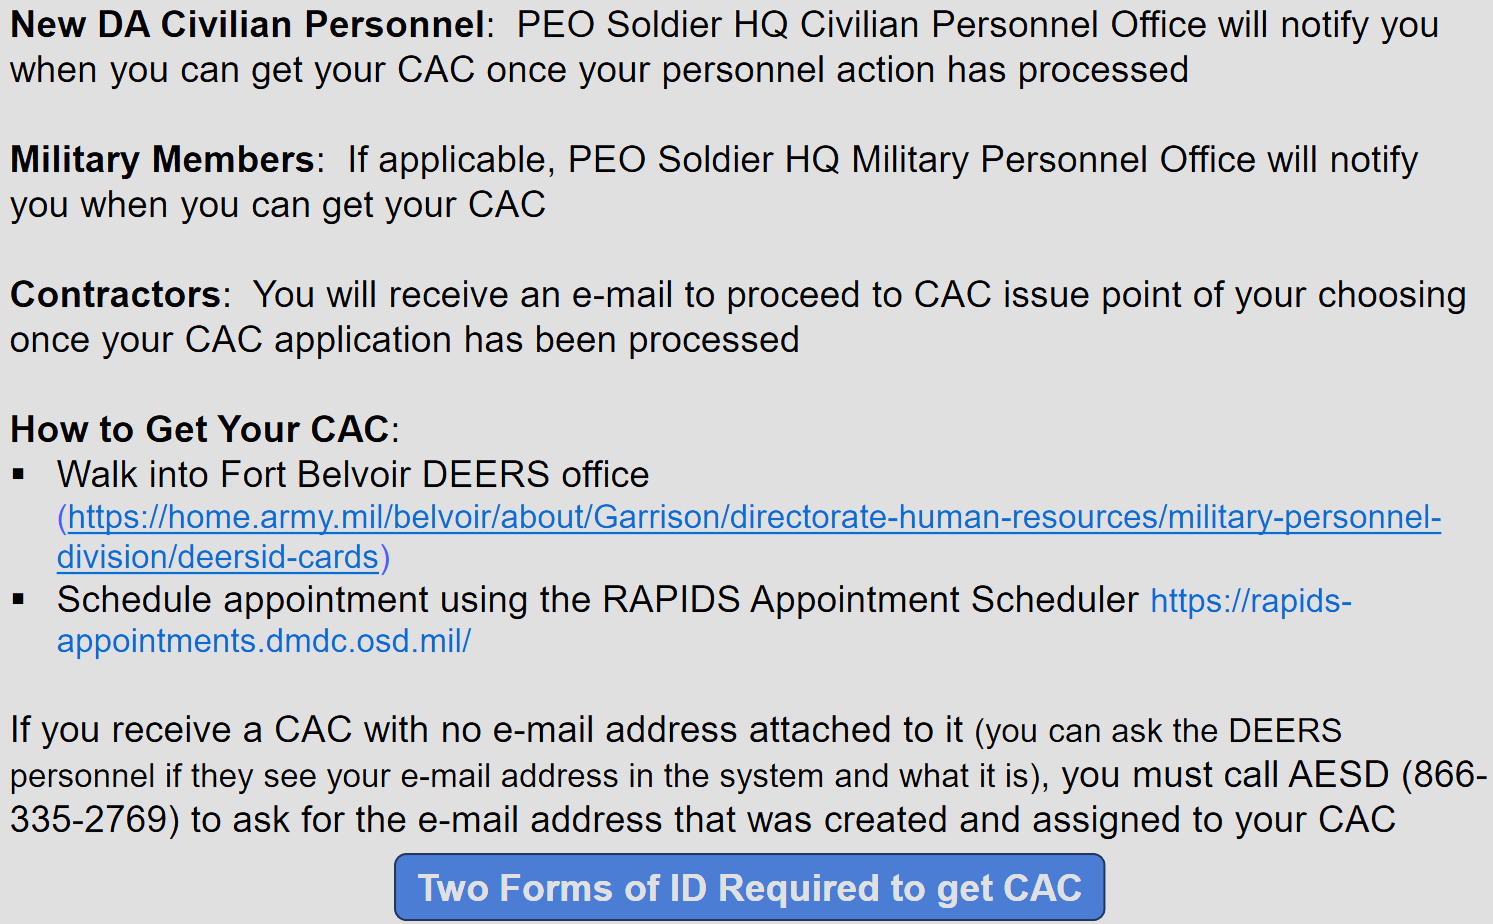 New DA Civilian Personnel:  PEO Soldier HQ Civilian Personnel Office will notify you
when you can get your CAC once your personnel action has processed
Military Members:  If applicable, PEO Soldier HQ Military Personnel Office will notify
you when you can get your CAC
Contractors:  You will receive an e-mail to proceed to CAC issue point of your choosing
once your CAC application has been processed
How to Get Your CAC:
▪ Walk into Fort Belvoir DEERS office
(https://home.army.mil/belvoir/about/Garrison/directorate-human-resources/military-personnel-
division/deersid-cards)
▪ Schedule appointment using the RAPIDS Appointment Scheduler https://rapids-
appointments.dmdc.osd.mil/
If you receive a CAC with no e-mail address attached to it (you can ask the DEERS
personnel if they see your e-mail address in the system and what it is), you must call AESD (866-
335-2769) to ask for the e-mail address that was created and assigned to your CAC
Two Forms of ID Required to get CAC